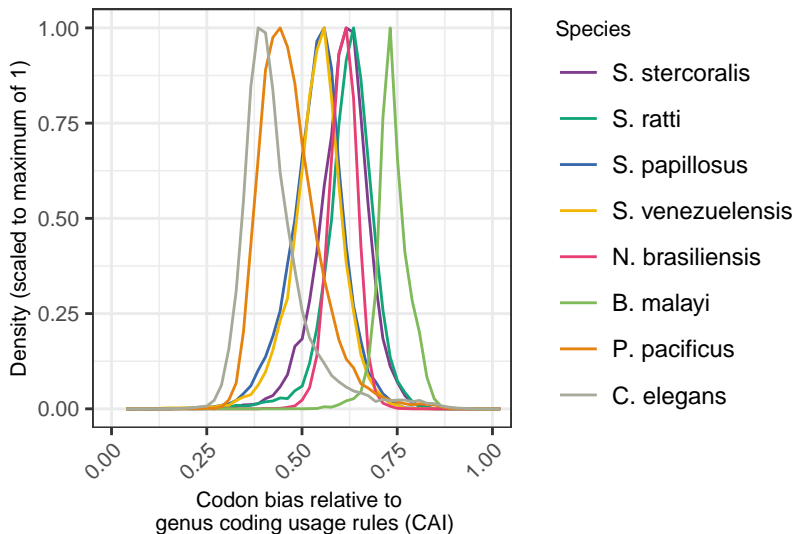 Density (scaled to maximum of 1)
1.00
0.75
0.50
0.25
0.00
0.00
0.25
0.50
0.75
1.00
Codon bias relative to
genus coding usage rules (CAI)
Species
S. stercoralis
S. ratti
S. papillosus
S. venezuelensis
N. brasiliensis
B. malayi
P. pacificus
C. elegans